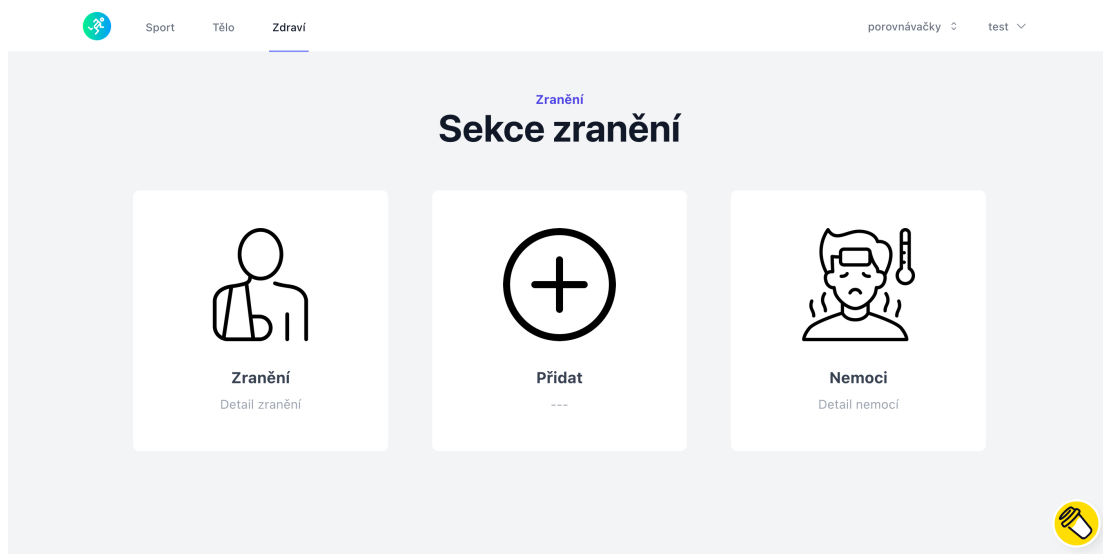 Sport Tělo Zdraví porovnávačky test
Zranění
Sekce zranění
Zranění
Detail zranění
Přidat
---
Nemoci
Detail nemocí